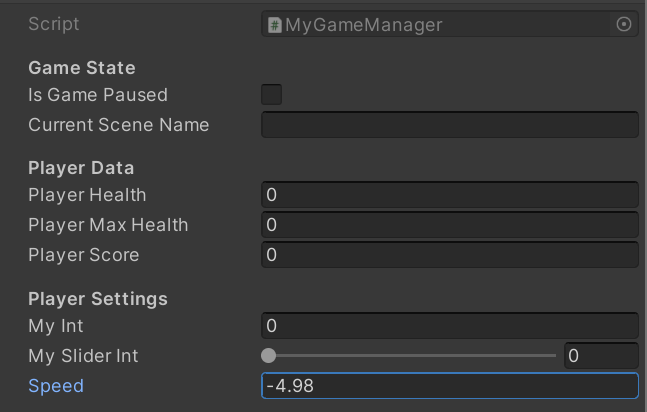 Script # MyGameManager
Game State
Is Game Paused
Current Scene Name
Player Data
Player Health 0
Player Max Health 0
Player Score 0
Player Settings
My Int 0
My Slider Int 0
Speed -4.98